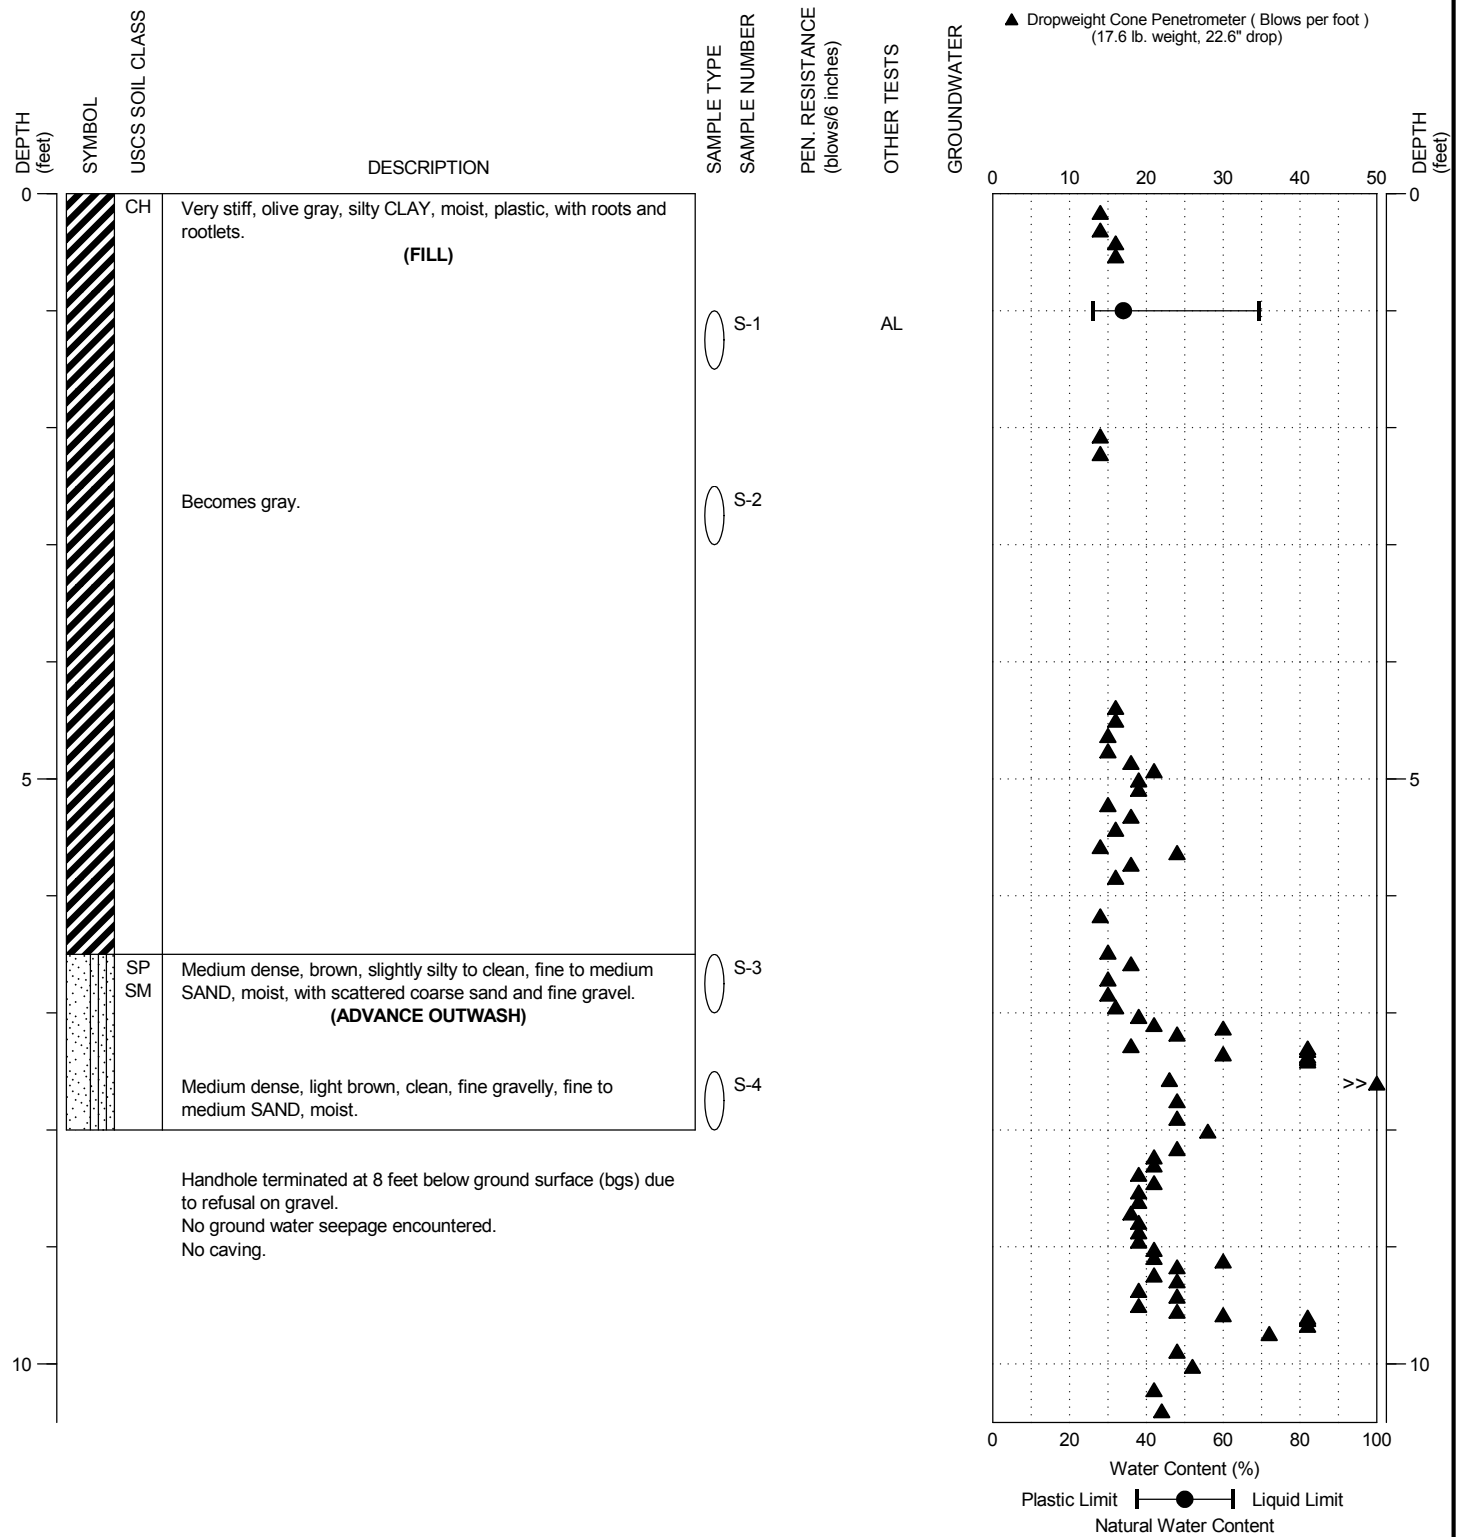 DEPTH
(feet)
SYMBOL
USCS SOIL CLASS
DESCRIPTION
SAMPLE TYPE
SAMPLE NUMBER
PEN. RESISTANCE
(blows/6 inches)
OTHER TESTS
GROUNDWATER
Dropweight Cone Penetrometer ( Blows per foot )
(17.6 lb. weight, 22.6" drop)
DEPTH
(feet)
0 10 20 30 40 50
0
0
CH
Very stiff, olive gray, silty CLAY, moist, plastic, with roots and
rootlets.
(FILL)
S-1
AL
Becomes gray.
S-2
5
5
SP
SM
Medium dense, brown, slightly silty to clean, fine to medium
SAND, moist, with scattered coarse sand and fine gravel.
(ADVANCE OUTWASH)
S-3
Medium dense, light brown, clean, fine gravelly, fine to
medium SAND, moist.
S-4
>>
Handhole terminated at 8 feet below ground surface (bgs) due
to refusal on gravel.
No ground water seepage encountered.
No caving.
10
10
0 20 40 60 80 100
Water Content (%)
Plastic Limit Liquid Limit
Natural Water Content